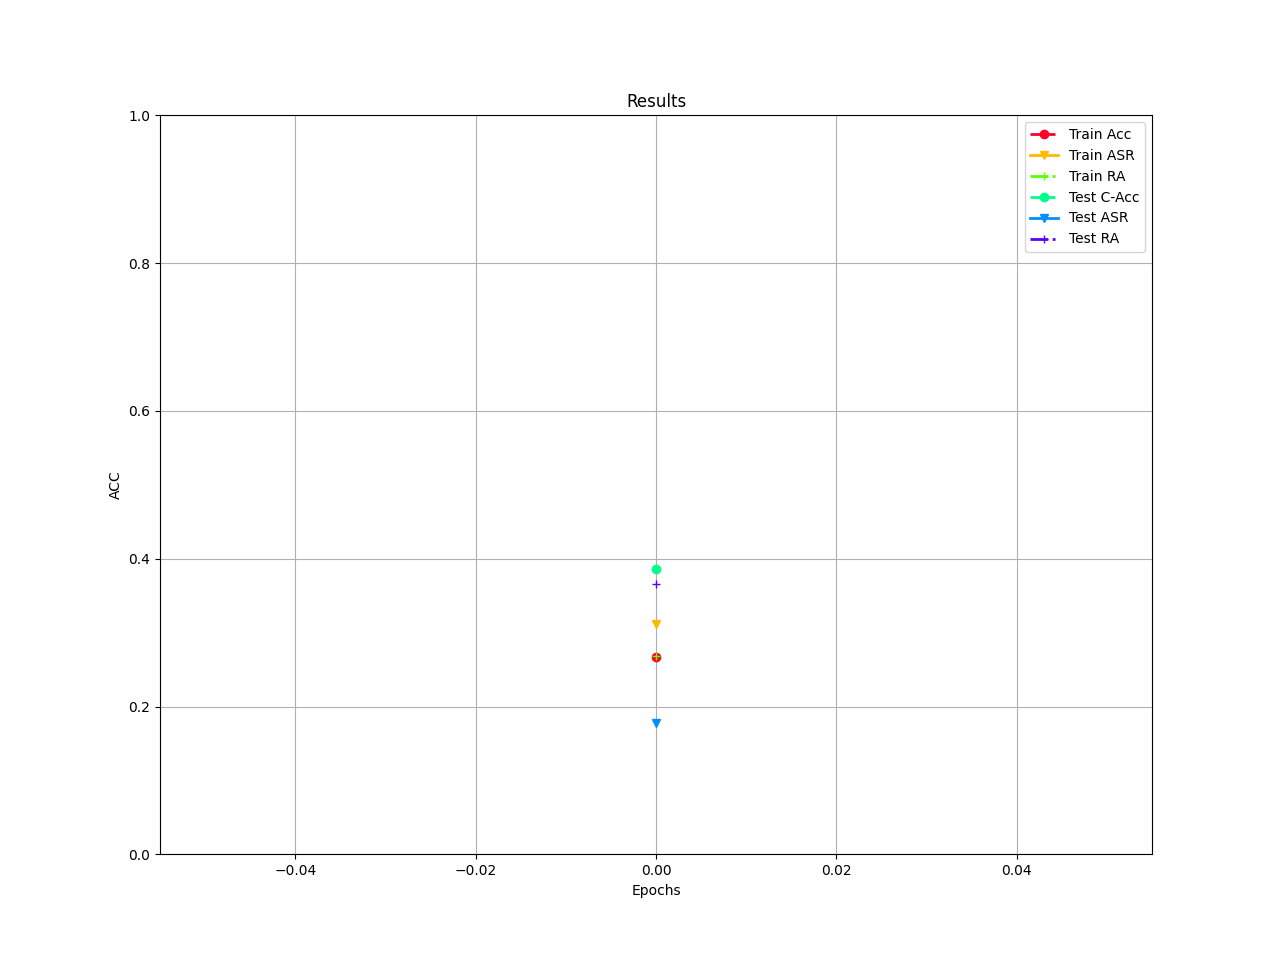 Results
1.0
0.8
0.6
0.4
0.2
0.0
ACC
Train Acc
Train ASR
Train RA
Test C-Acc
Test ASR
Test RA
−0.04
−0.02
0.00
0.02
0.04
Epochs